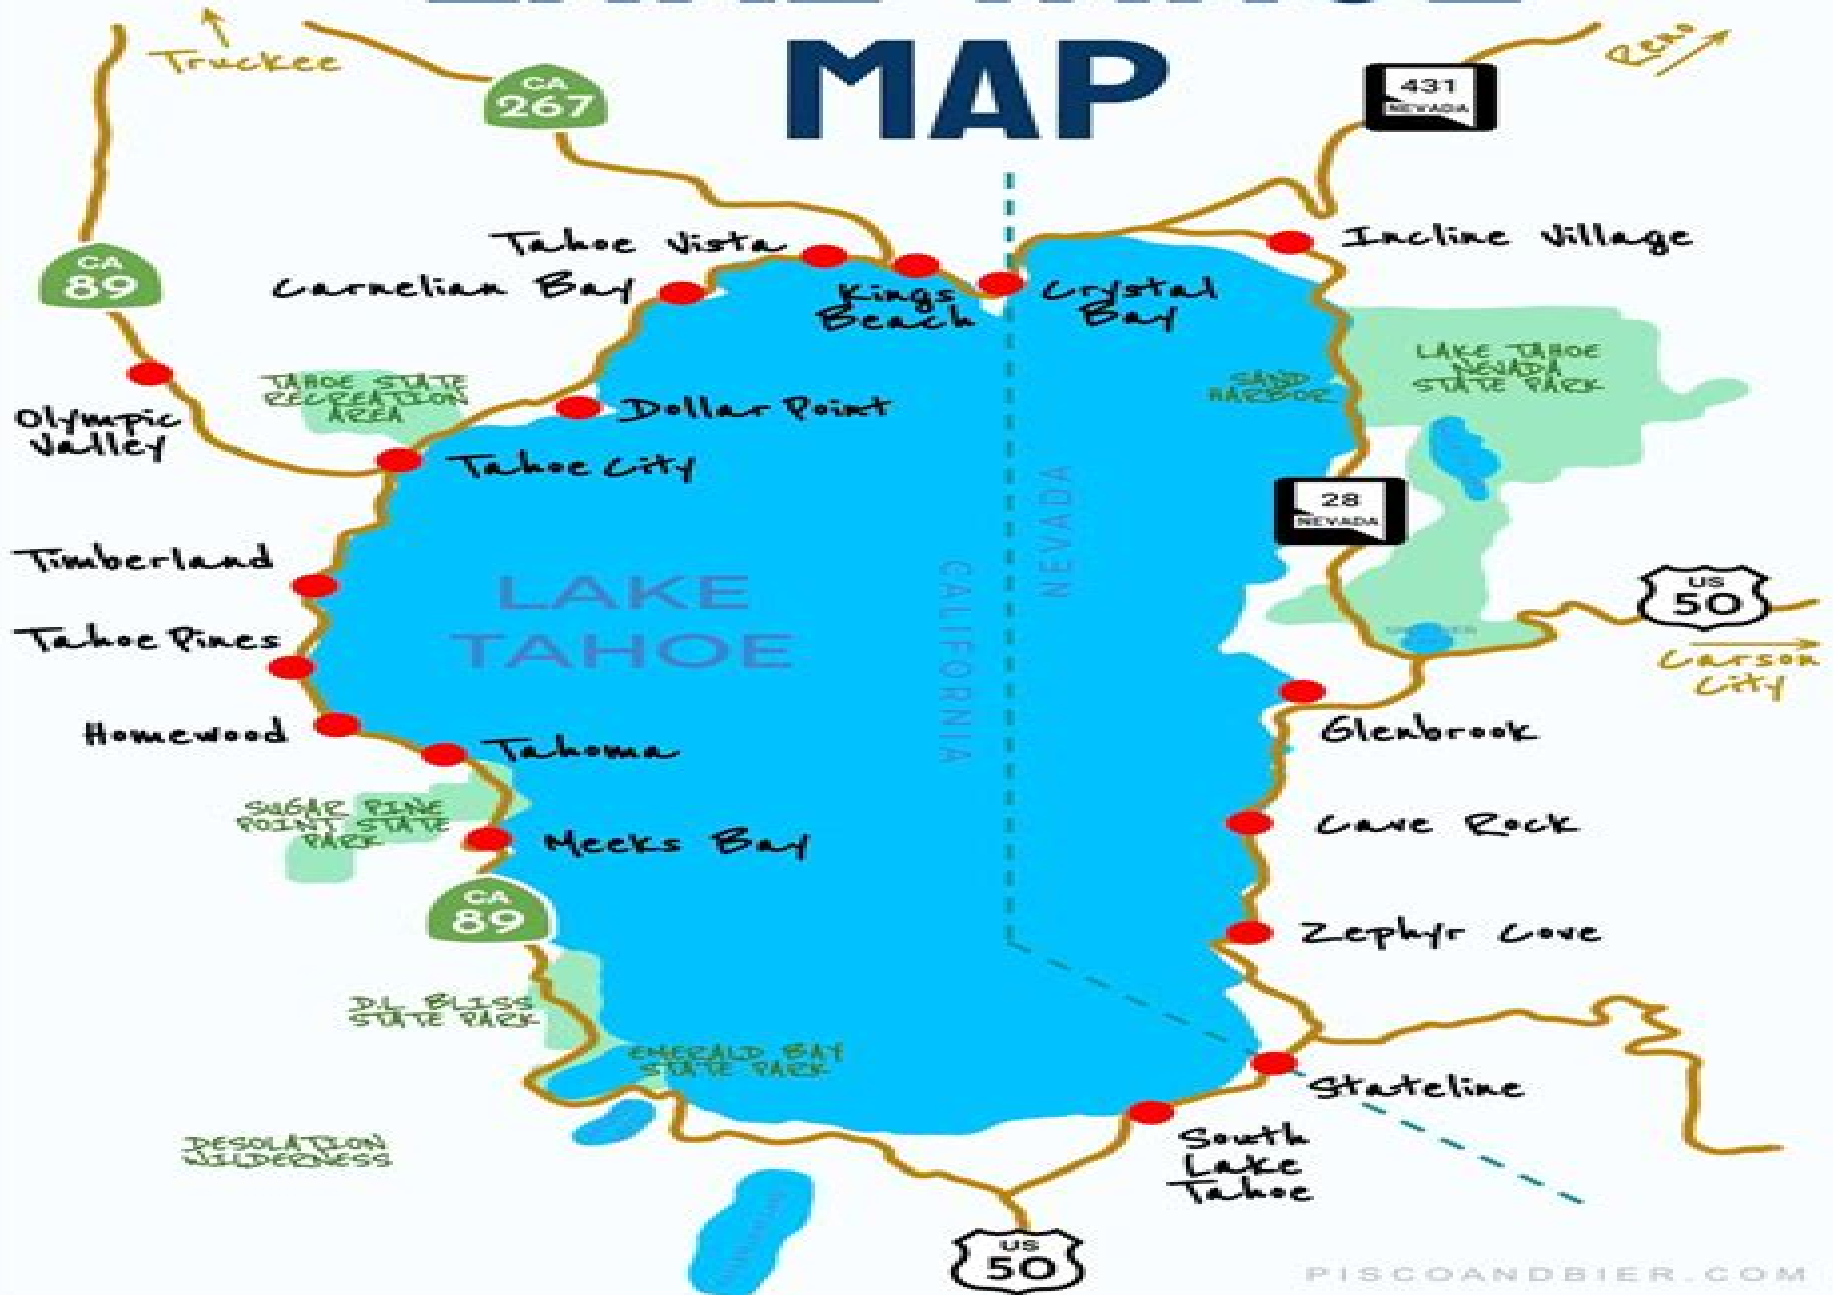 MAP
Truckee
Reno
CA
267
431
NEVADA
CA
89
Tahoe Vista
Incline Village
Carnelian Bay
Kings
Beach
Crystal
Bay
TAHOE STATE
RECREATION
AREA
LAKE TAHOE
NEVADA
STATE PARK
SAND
HARBOR
Olympic
Valley
Dollar Point
Tahoe City
28
NEVADA
NEVADA
CALIFORNIA
Timberland
LAKE
TAHOE
US
50
Carson
City
Tahoe Pines
Homewood
Tahoma
Glenbrook
SUGAR PINE
POINT STATE
PARK
Meeks Bay
Cave Rock
CA
89
Zephyr Cove
D.L. BLISS
STATE PARK
EMERALD BAY
STATE PARK
Stateline
DESOLATION
WILDERNESS
South
Lake
Tahoe
US
50
PISCOANDBIER.COM